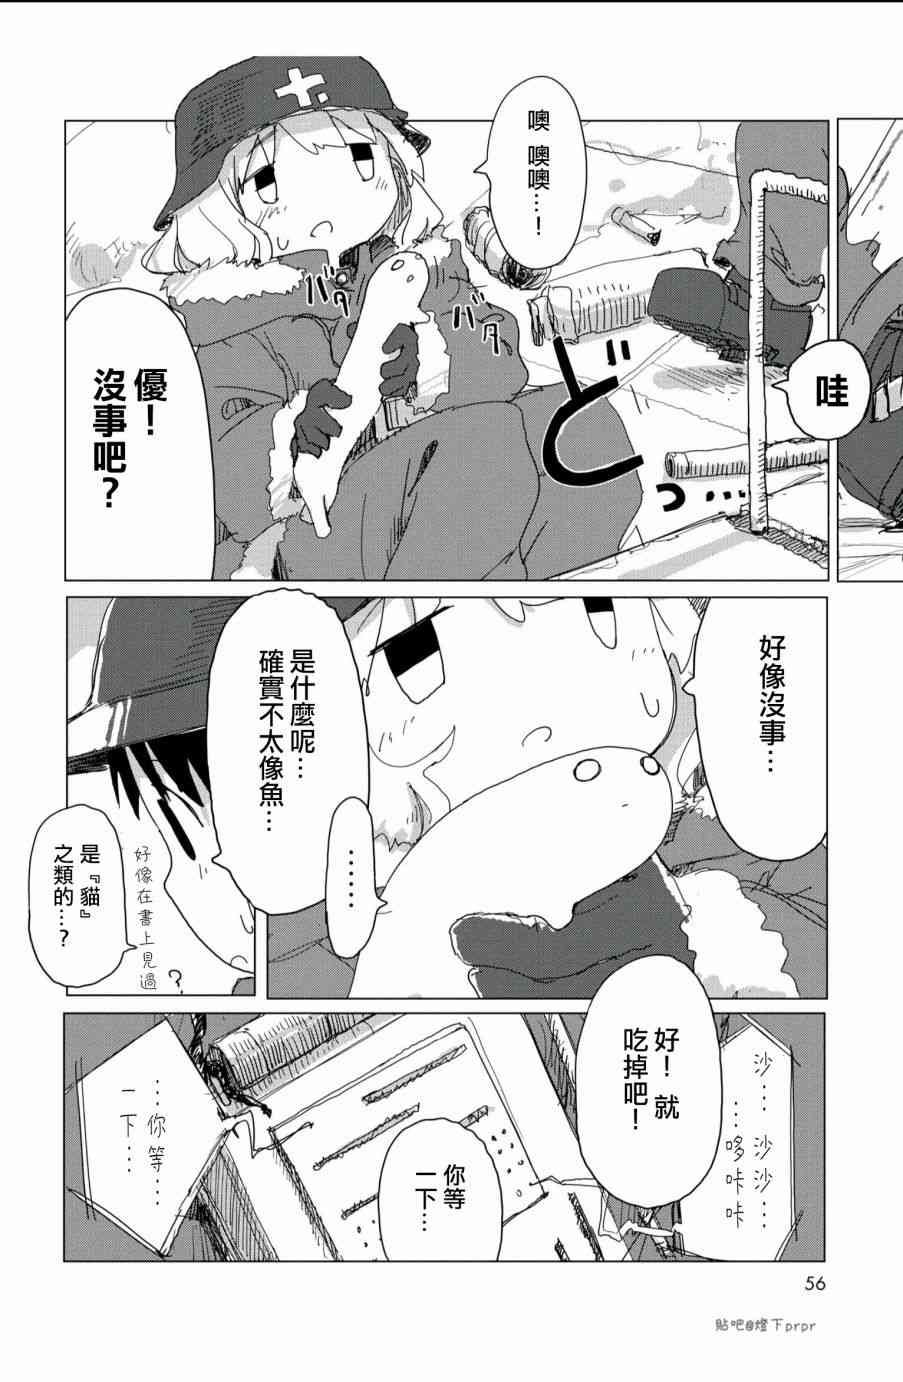 哇
噢 噢噢…！
バタ
バタ
どっ…
優！
沒事吧？
好像沒事…
是什麼呢…
確實不太像魚…
……
好像在書上見過
？
是『貓』
之類的…？
好！就
吃掉吧！
沙… 沙沙…
…哆咔咔
你等
一下…
…你等…
一下…
56
貼吧@燈下prpr